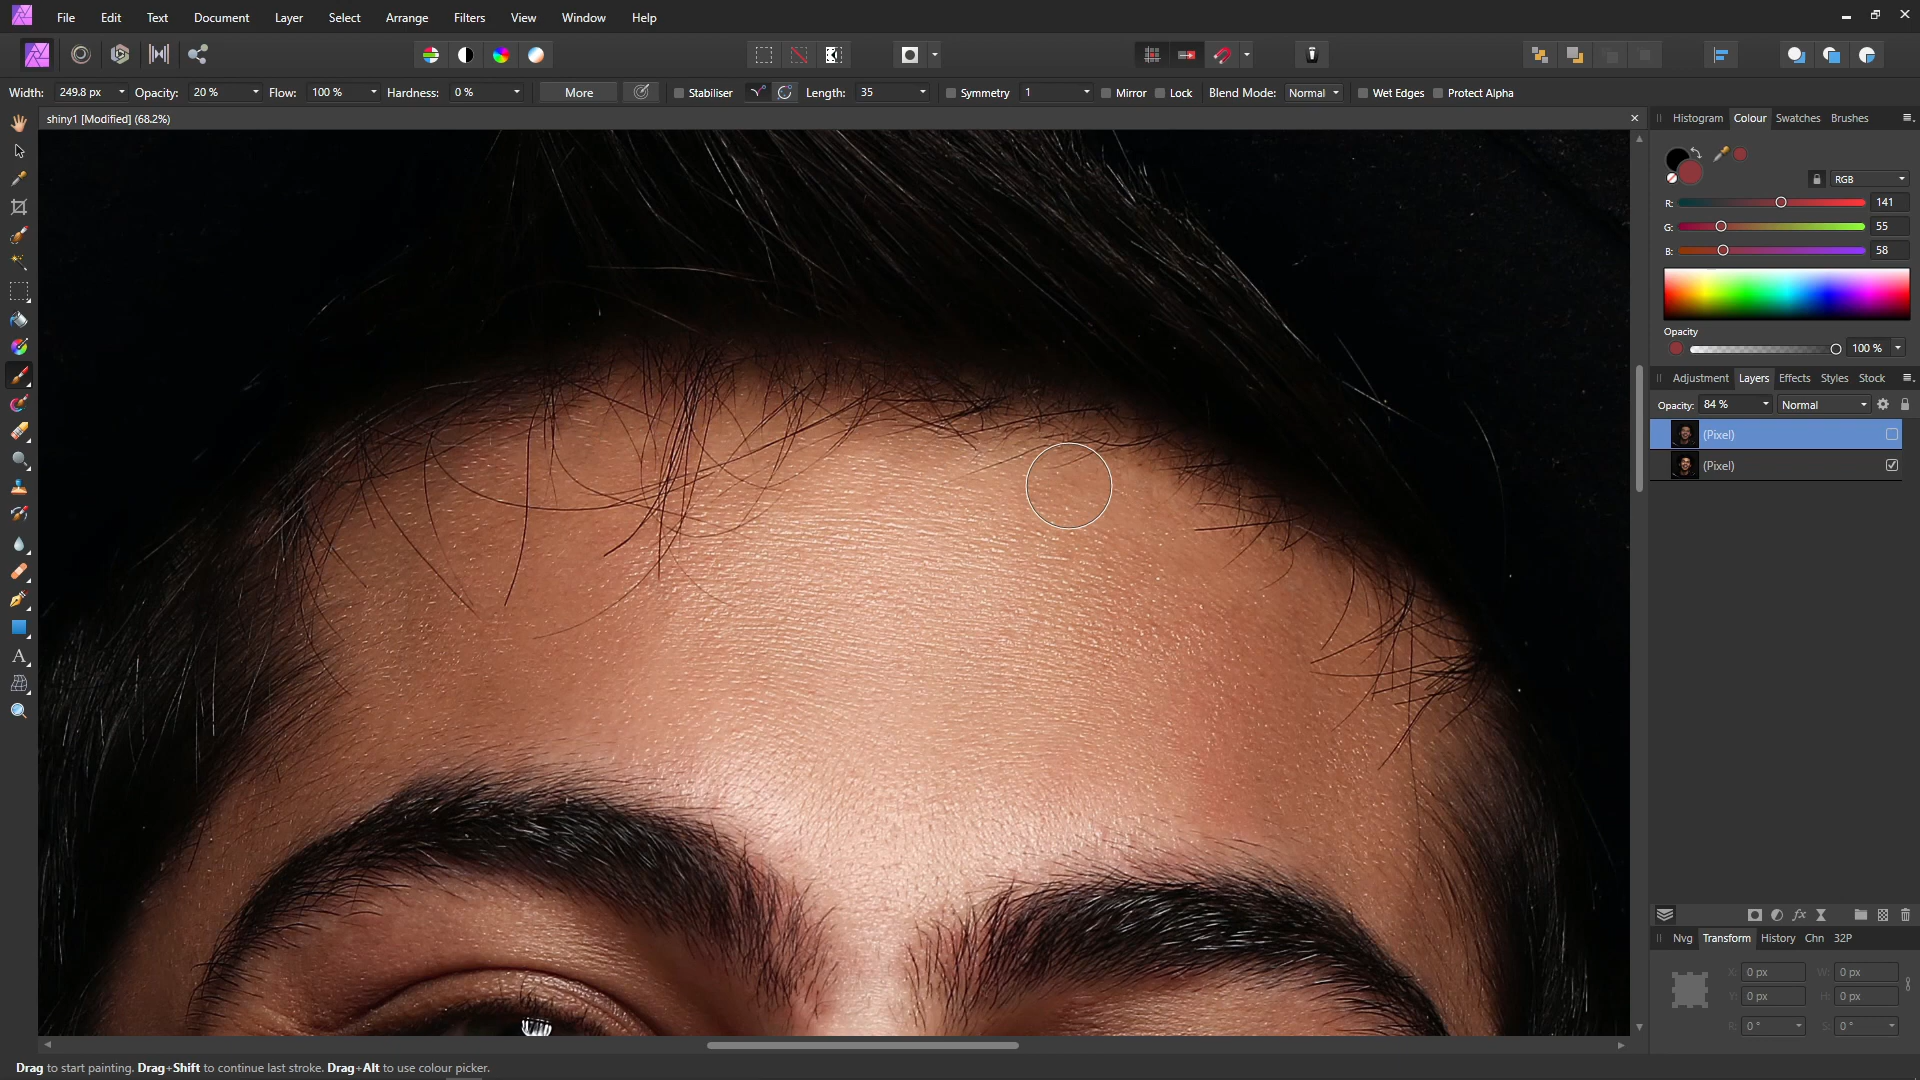 File Edit Text Document Layer Select Arrange Filters View Window Help
Width: 249.8 px Opacity: 20 % Flow: 100 % Hardness: 0 % More Stabiliser Length: 35 Symmetry 1 Mirror Lock Blend Mode: Normal Wet Edges Protect Alpha
shiny1 [Modified] (68.2%)
Histogram Colour Swatches Brushes
RGB
R: 141
G: 55
B: 58
Opacity
100 %
Adjustment Layers Effects Styles Stock
Opacity: 84 % Normal
(Pixel)
(Pixel)
fx
Nvg Transform History Chn 32P
X: 0 px W: 0 px
Y: 0 px H: 0 px
R: 0 ° S: 0 °
A
Drag to start painting. Drag+Shift to continue last stroke. Drag+Alt to use colour picker.